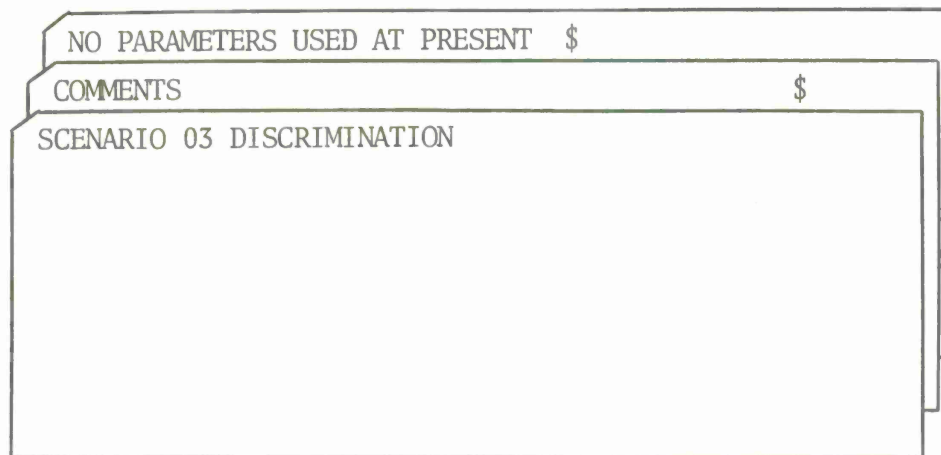 NO PARAMETERS USED AT PRESENT $
COMMENTS $
SCENARIO 03 DISCRIMINATION